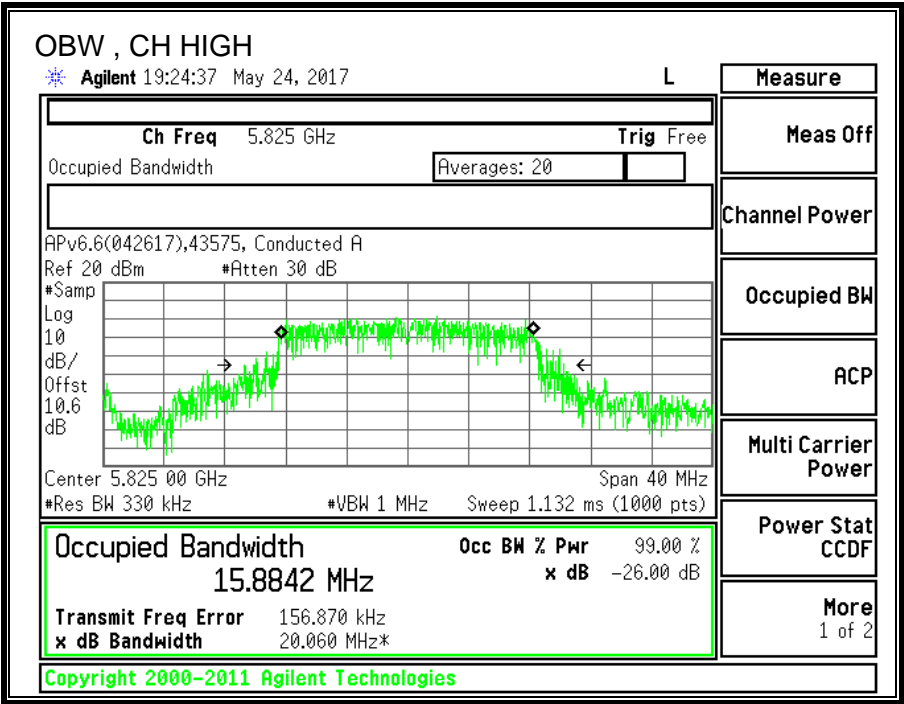 OBW , CH HIGH
Agilent 19:24:37 May 24, 2017 L Measure
Ch Freq 5.825 GHz Trig Free
Occupied Bandwidth Averages: 20
APv6.6(042617),43575, Conducted A
Ref 20 dBm #Atten 30 dB
#Samp
Log
10
dB/
Offst
10.6
dB
Center 5.825 00 GHz Span 40 MHz
#Res BW 330 kHz #VBW 1 MHz Sweep 1.132 ms (1000 pts)
Occupied Bandwidth Occ BW % Pwr 99.00 %
15.8842 MHz x dB -26.00 dB
Transmit Freq Error 156.870 kHz
x dB Bandwidth 20.060 MHz*
Meas Off
Channel Power
Occupied BW
ACP
Multi Carrier
Power
Power Stat
CCDF
More
1 of 2
Copyright 2000-2011 Agilent Technologies